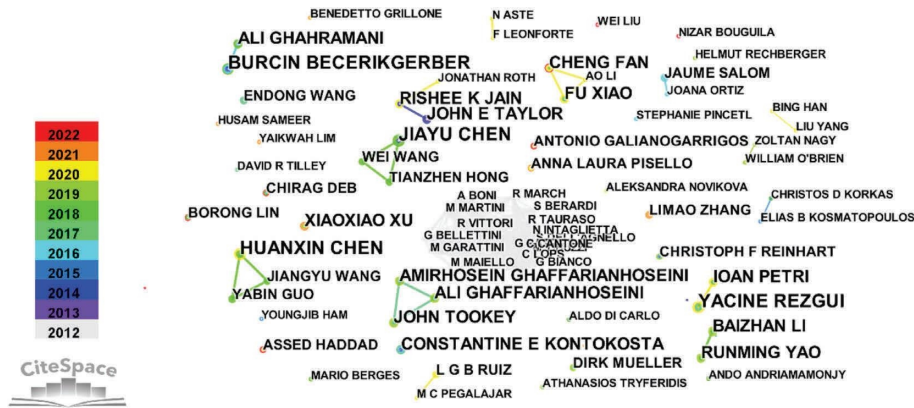 BENEDETTO GRILLONE
N ASTE
WEI LIU
ALI GHAHRAMANI
F LEONFORTE
NIZAR BOUGUILA
BURCIN BECERIKGERBER
CHENG FAN
HELMUT RECHBERGER
JONATHAN ROTH
AO LI
JAUME SALOM
ENDONG WANG
RISHEE K JAIN
FU XIAO
JOANA ORTIZ
HUSAM SAMEER
JOHN E TAYLOR
STEPHANIE PINCETL
BING HAN
2022
JIAYU CHEN
LIU YANG
YAIKWAH LIM
ANTONIO GALIANOGARRIGOS
ZOLTAN NAGY
2021
WEI WANG
WILLIAM O'BRIEN
2020
DAVID R TILLEY
ANNA LAURA PISELLO
2019
TIANZHEN HONG
2018
CHIRAG DEB
A BONI
R MARCH
ALEKSANDRA NOVIKOVA
CHRISTOS D KORKAS
2017
M MARTINI
S BERARDI
BORONG LIN
XIAOXIAO XU
R VITTORI
R TAURASO
LIMAO ZHANG
ELIAS B KOSMATOPOULOS
2016
G BELLETTINI
N INTAGLIETTA
2015
HUANXIN CHEN
M GARATTINI
G C CANTONE
CHRISTOPH F REINHART
2014
M MAIELLO
C LOPS
G BIANCO
2013
JIANGYU WANG
AMIRHOSEIN GHAFFARIANHOSEINI
IOAN PETRI
2012
YABIN GUO
ALI GHAFFARIANHOSEINI
YACINE REZGUI
YOUNGJIB HAM
JOHN TOOKEY
ALDO DI CARLO
BAIZHAN LI
CiteSpace
ASSED HADDAD
CONSTANTINE E KONTOKOSTA
RUNMING YAO
L G B RUIZ
DIRK MUELLER
MARIO BERGES
ANDO ANDRIAMAMONJY
M C PEGALAJAR
ATHANASIOS TRYFERIDIS